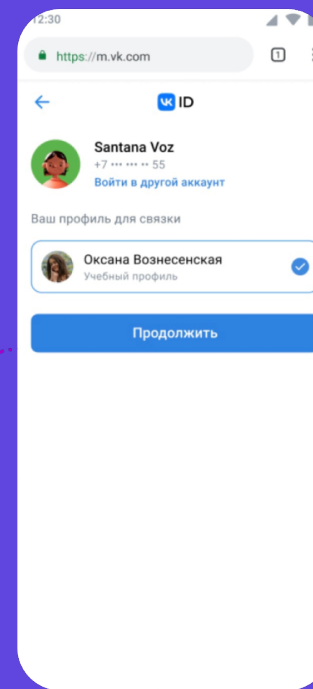 12:30
https://m.vk.com
1
VK ID
Santana Voz
+7 ••• ••• •• 55
Войти в другой аккаунт
Ваш профиль для связки
Оксана Вознесенская
Учебный профиль
Продолжить